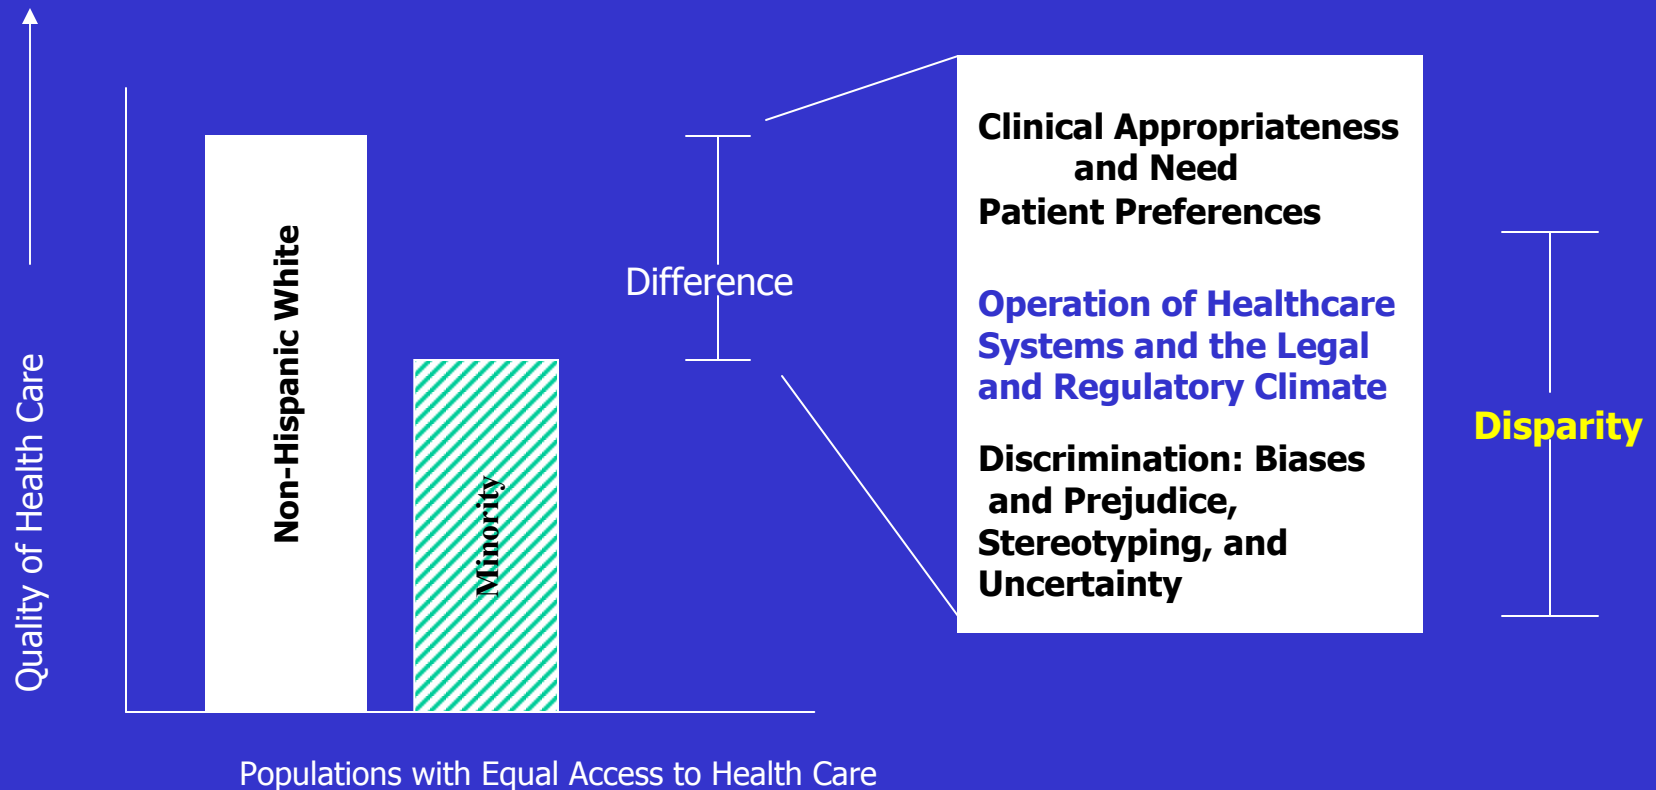 Quality of Health Care
Non-Hispanic White
Minority
Populations with Equal Access to Health Care
Difference
Clinical Appropriateness
and Need
Patient Preferences
Operation of Healthcare
Systems and the Legal
and Regulatory Climate
Discrimination: Biases
and Prejudice,
Stereotyping, and
Uncertainty
Disparity